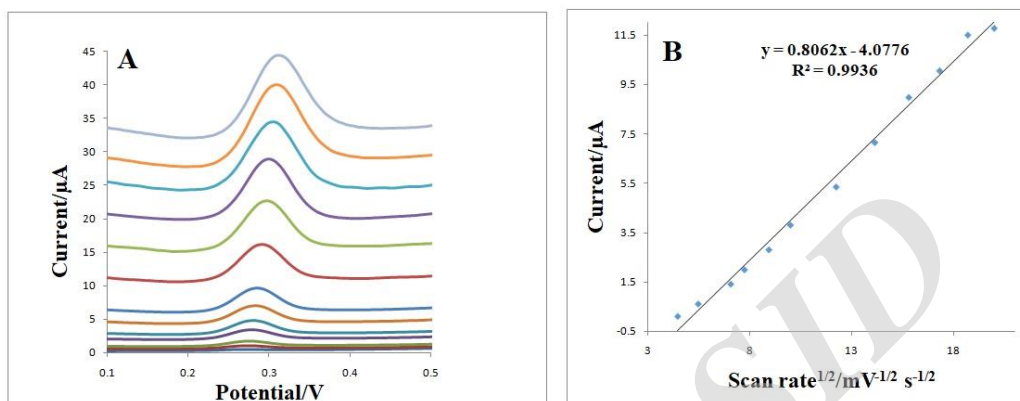 A
Current/µA
45
40
35
30
25
20
15
10
5
0
0.1
0.2
0.3
0.4
0.5
Potential/V
B
y = 0.8062x - 4.0776
R² = 0.9936
Current/µA
11.5
9.5
7.5
5.5
3.5
1.5
-0.5
3
8
13
18
Scan rate^1/2/mV^-1/2 s^-1/2
SID